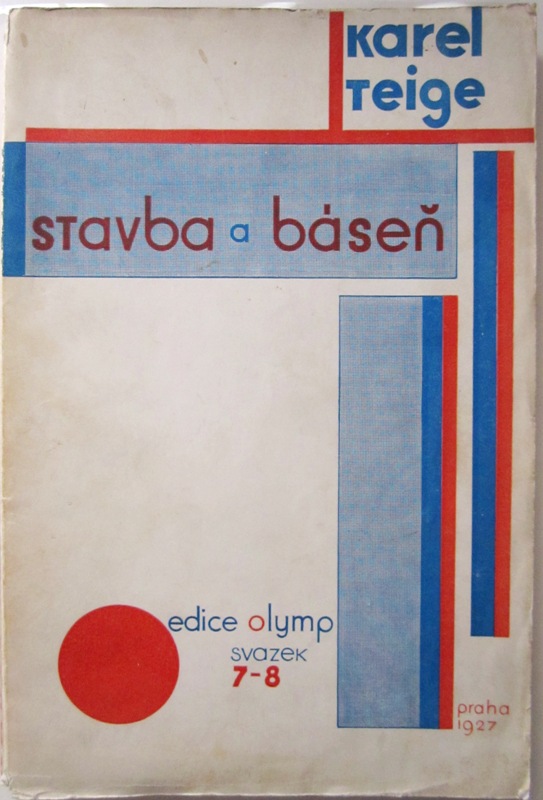 Karel
Teige
stavba a báseň
edice olymp
svazek
7-8
praha
1927